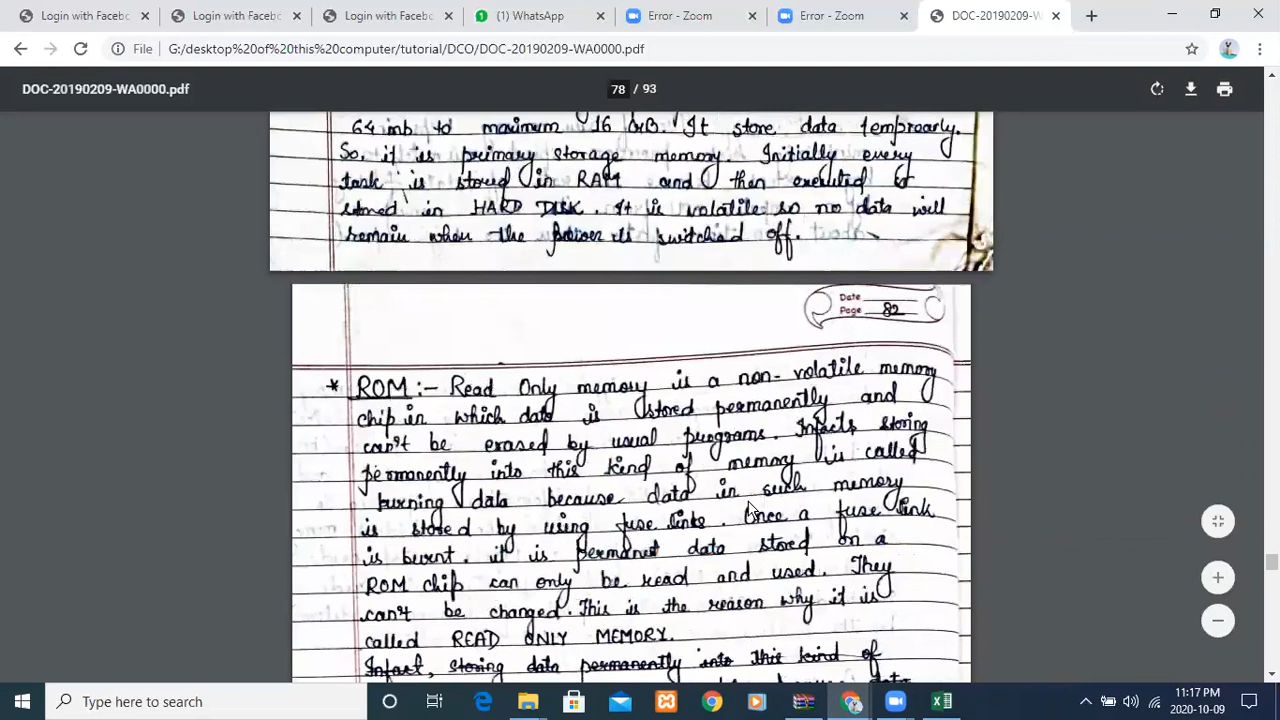 Login with Facebo
Login with Facebo
Login with Facebo
(1) WhatsApp
Error - Zoom
Error - Zoom
DOC-20190209-W
File
G:/desktop%20of%20this%20computer/tutorial/DCO/DOC-20190209-WA0000.pdf
DOC-20190209-WA0000.pdf
78 / 93
64 mb to maximum 16 GB. It store data temprearly.
So, it is primary storage memory. Initially every
task is stored in RAM and then executed or
stored in HARD DISK. It is volatile so no data will
remain when the power is switched off.
Date
Page 82
* ROM :- Read Only memory is a non-volatile memory
chip in which data is stored permanently and
can't be erased by usual programs. Infacts storing
permanently into this kind of memory is called
burning data because data in such memory
is stored by using fuse links. Once a fuse link
is burnt. it is permanent data stored on a
ROM chip can only be read and used. They
can't be changed. This is the reason why it is
called READ ONLY MEMORY.
Infact, storing data permanently into this kind of
Type here to search
11:17 PM
2020-10-09